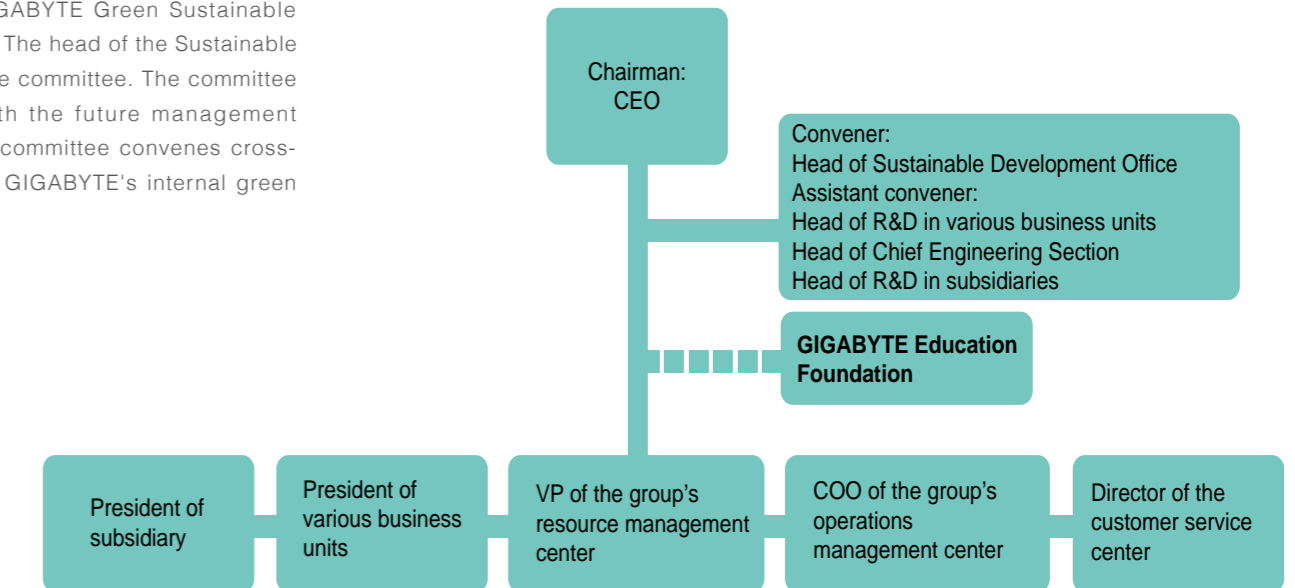 GABYTE Green Sustainable
The head of the Sustainable
e committee. The committee
th the future management
committee convenes cross-
GIGABYTE's internal green
Chairman:
CEO
Convener:
Head of Sustainable Development Office
Assistant convener:
Head of R&D in various business units
Head of Chief Engineering Section
Head of R&D in subsidiaries
GIGABYTE Education
Foundation
President of
subsidiary
President of
various business
units
VP of the group's
resource management
center
COO of the group's
operations
management center
Director of the
customer service
center